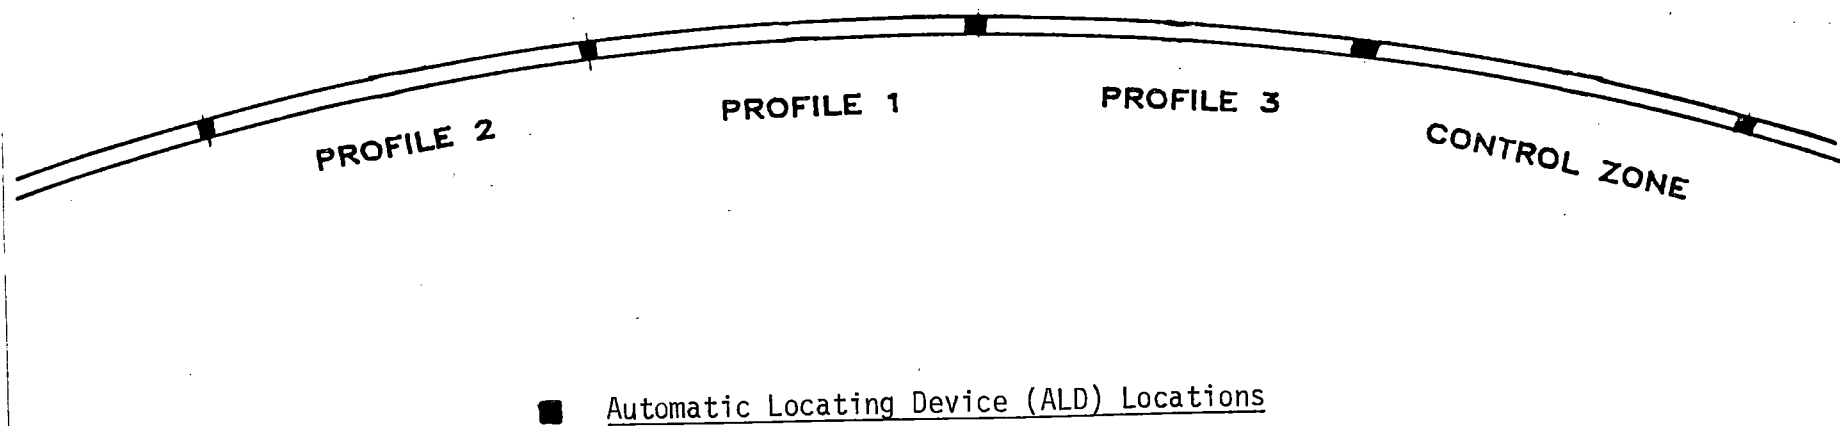 PROFILE 2
PROFILE 1
PROFILE 3
CONTROL ZONE
Automatic Locating Device (ALD) Locations